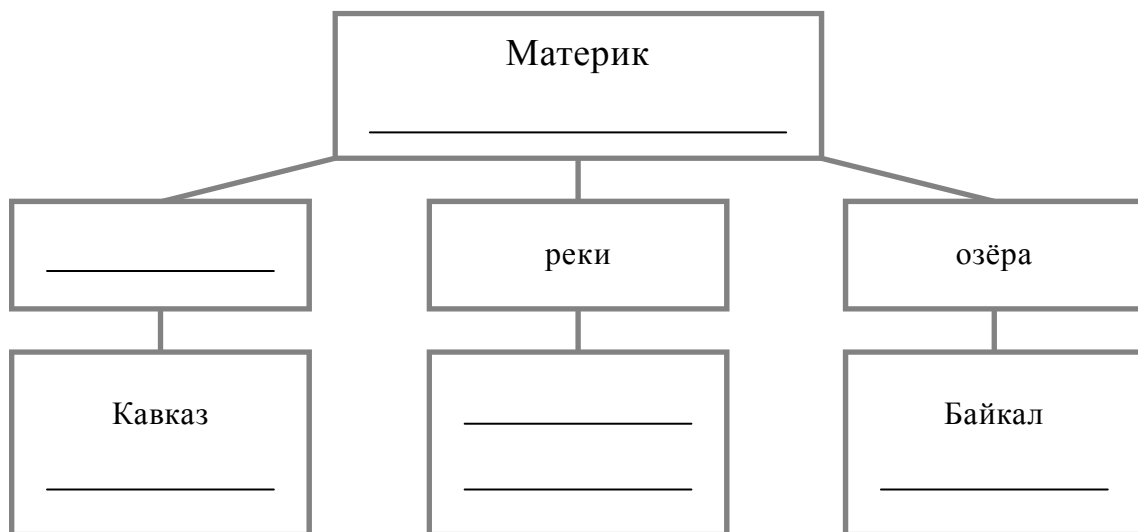 Материк
реки
озёра
Кавказ
Байкал